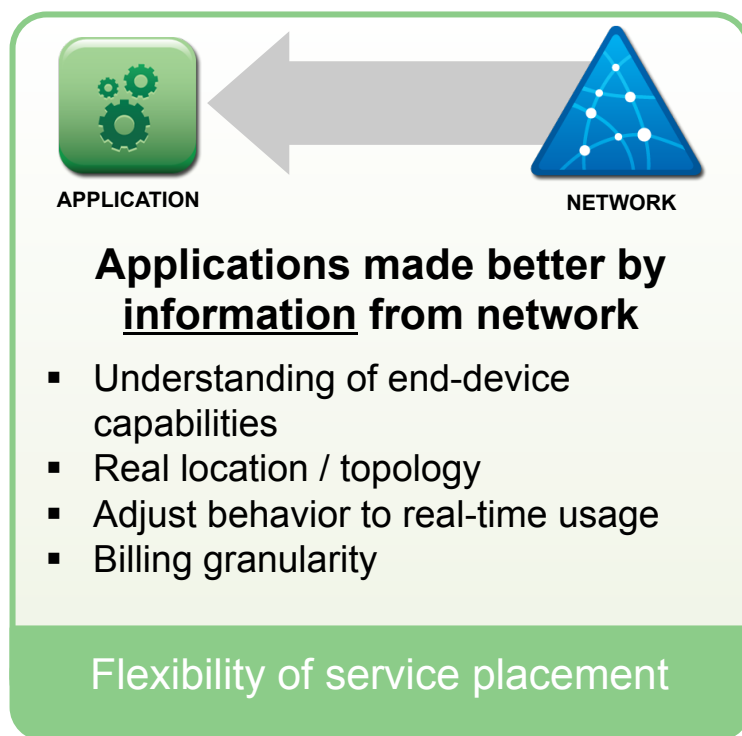 APPLICATION
NETWORK
Applications made better by
information from network
▪ Understanding of end-device
capabilities
▪ Real location / topology
▪ Adjust behavior to real-time usage
▪ Billing granularity
Flexibility of service placement